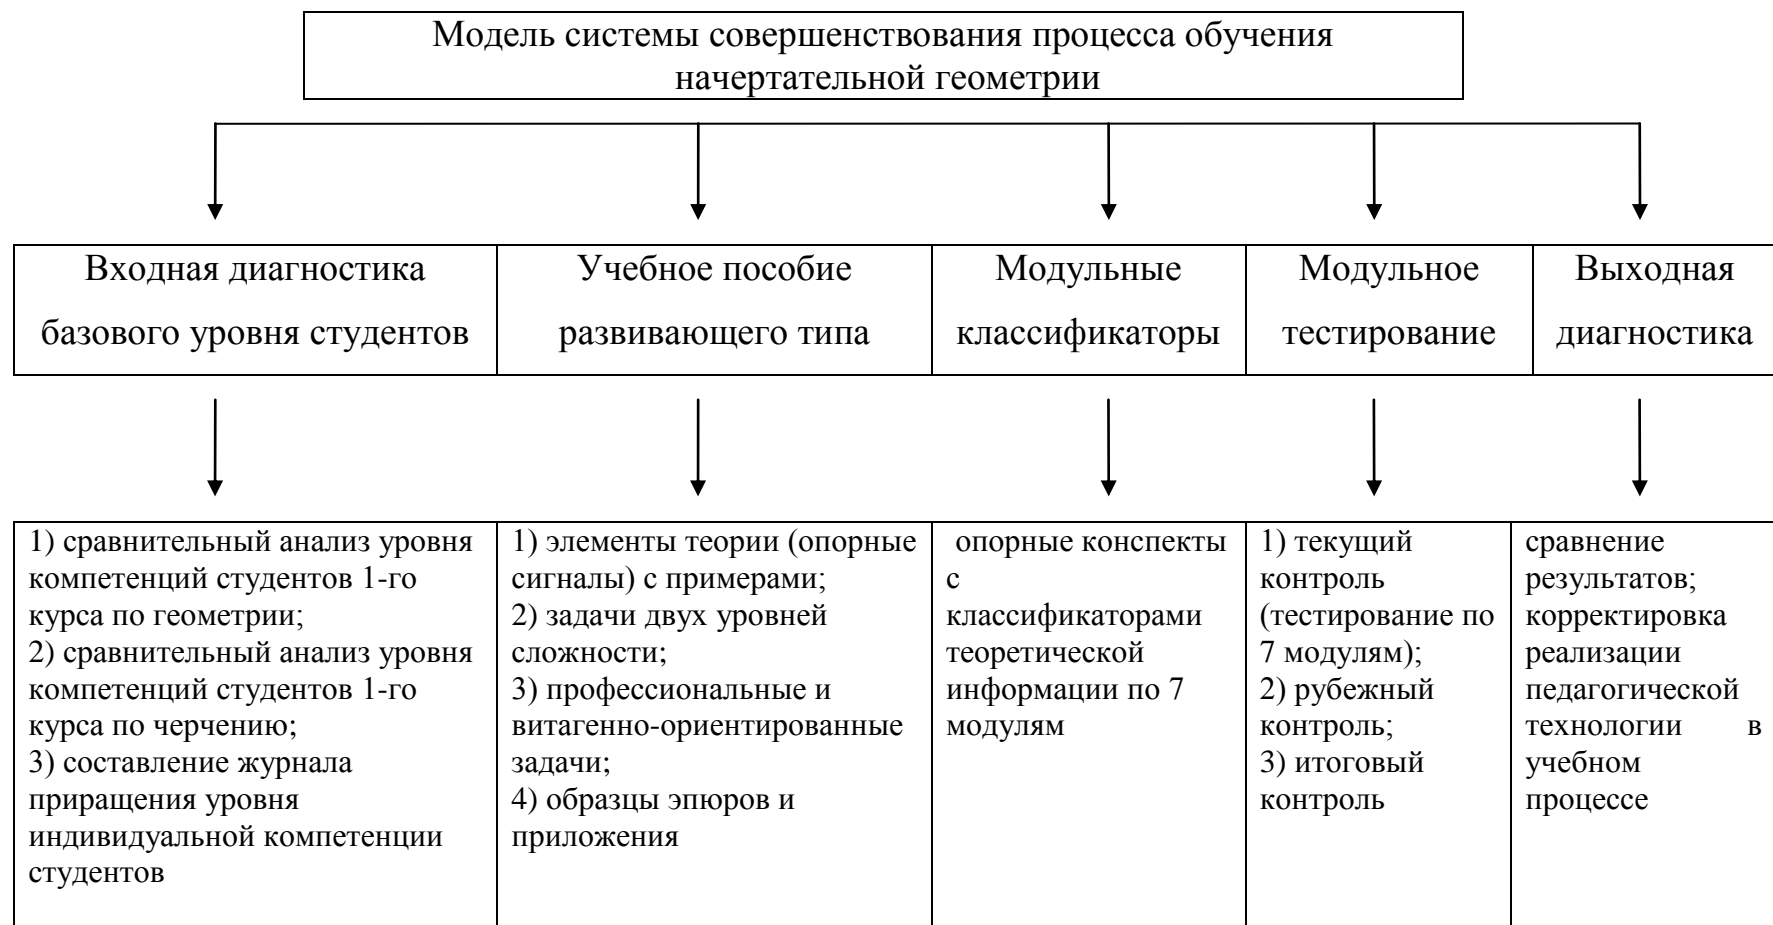 Модель системы совершенствования процесса обучения
начертательной геометрии
Входная диагностика
базового уровня студентов
Учебное пособие
развивающего типа
Модульные
классификаторы
Модульное
тестирование
Выходная
диагностика
1) сравнительный анализ уровня
компетенций студентов 1-го
курса по геометрии;
2) сравнительный анализ уровня
компетенций студентов 1-го
курса по черчению;
3) составление журнала
приращения уровня
индивидуальной компетенции
студентов
1) элементы теории (опорные
сигналы) с примерами;
2) задачи двух уровней
сложности;
3) профессиональные и
витагенно-ориентированные
задачи;
4) образцы эпюров и
приложения
опорные конспекты
с
классификаторами
теоретической
информации по 7
модулям
1) текущий
контроль
(тестирование по
7 модулям);
2) рубежный
контроль;
3) итоговый
контроль
сравнение
результатов;
корректировка
реализации
педагогической
технологии в
учебном
процессе